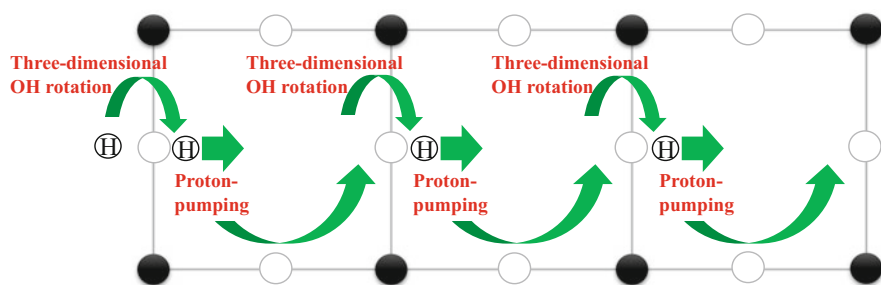 Three-dimensional
OH rotation
Three-dimensional
OH rotation
Three-dimensional
OH rotation
H
H
H
H
Proton-
pumping
Proton-
pumping
Proton-
pumping